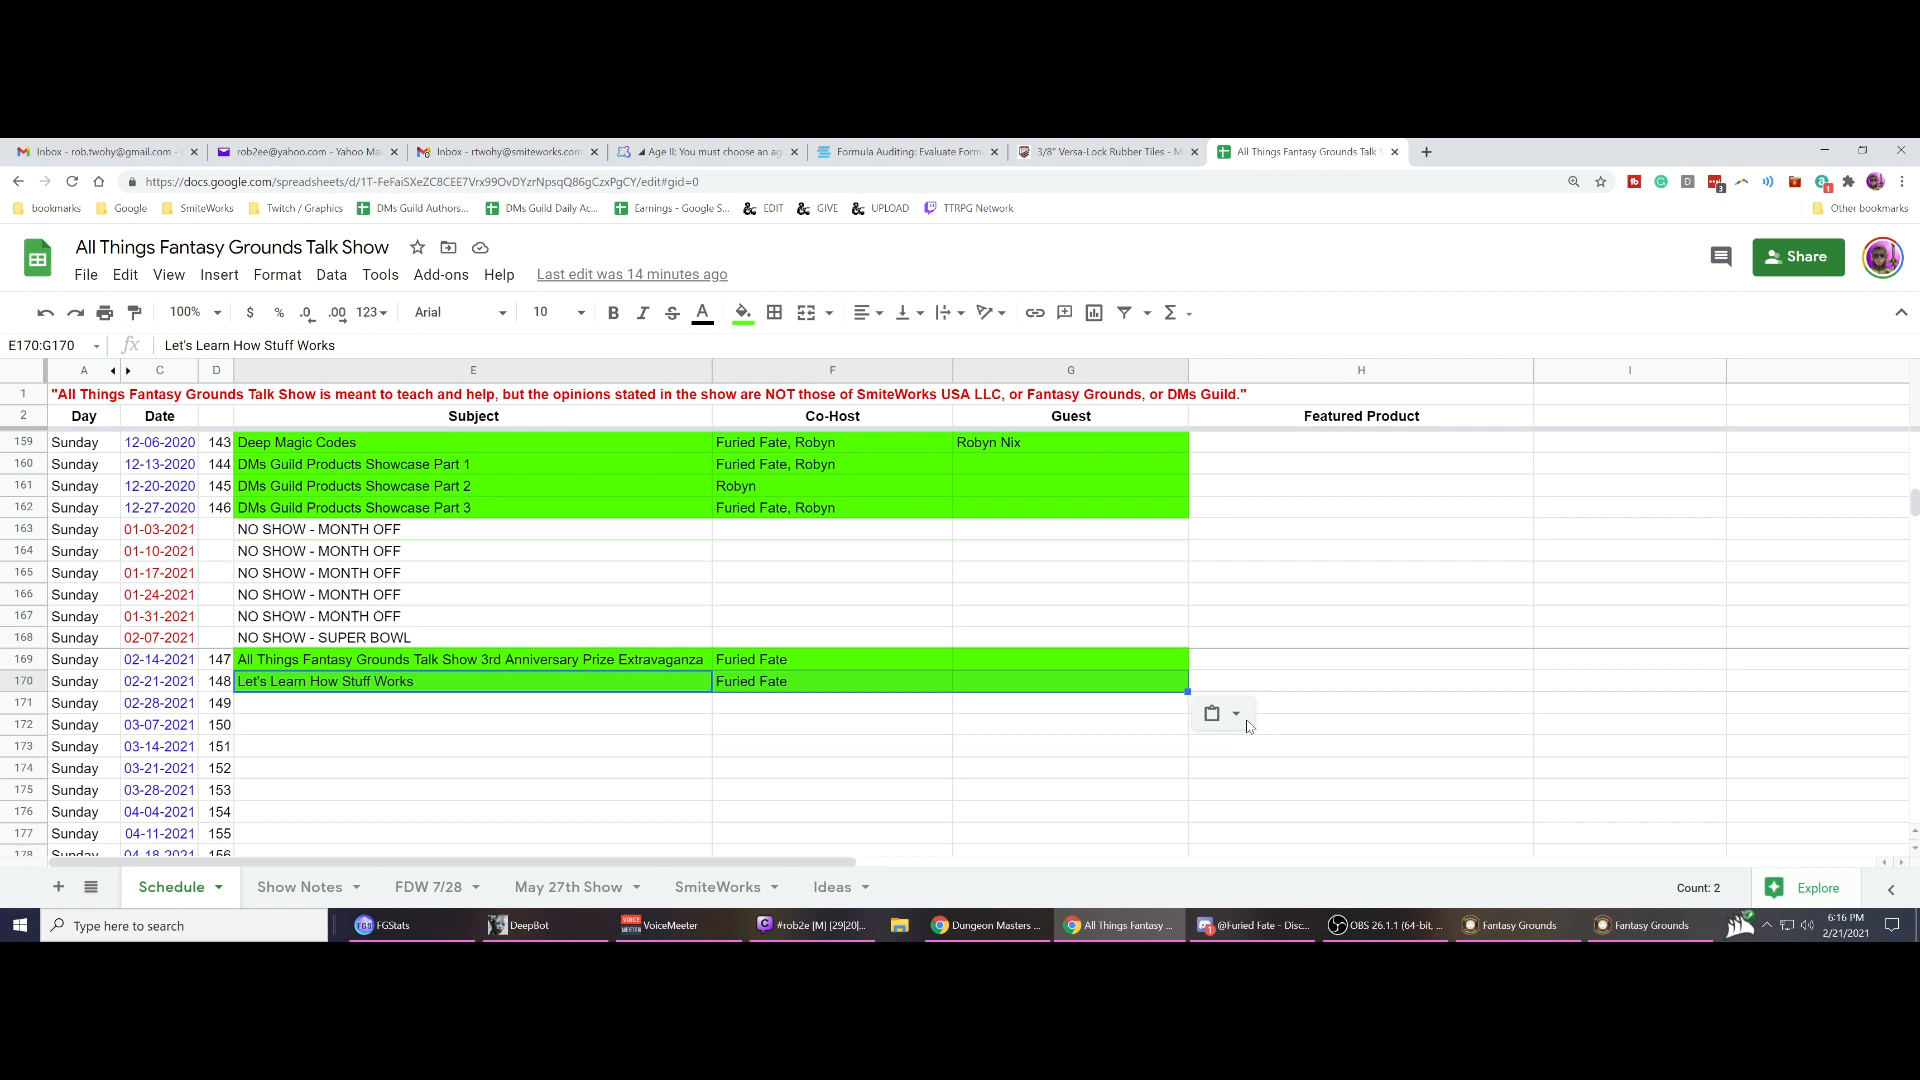 Inbox - rob.twohy@gmail.com - rob2ee@yahoo.com - Yahoo Mai Inbox - rtwohy@smiteworks.com Age II: You must choose an ag Formula Auditing: Evaluate Form 3/8" Versa-Lock Rubber Tiles - M All Things Fantasy Grounds Talk S
https://docs.google.com/spreadsheets/d/1T-FeFaiSXeZC8CEE7Vrx99OvDYzrNpsqQ86gCzxPgCY/edit#gid=0
bookmarks Google SmiteWorks Twitch / Graphics DMs Guild Authors... DMs Guild Daily Ac... Earnings - Google S... EDIT GIVE UPLOAD TTRPG Network Other bookmarks
All Things Fantasy Grounds Talk Show
Share
File Edit View Insert Format Data Tools Add-ons Help Last edit was 14 minutes ago
100% $ % .0 .00 123 Arial 10 B I S A
E170:G170 fx Let's Learn How Stuff Works
A C D E F G H I
1 "All Things Fantasy Grounds Talk Show is meant to teach and help, but the opinions stated in the show are NOT those of SmiteWorks USA LLC, or Fantasy Grounds, or DMs Guild."
2 Day Date Subject Co-Host Guest Featured Product
159 Sunday 12-06-2020 143 Deep Magic Codes Furied Fate, Robyn Robyn Nix
160 Sunday 12-13-2020 144 DMs Guild Products Showcase Part 1 Furied Fate, Robyn
161 Sunday 12-20-2020 145 DMs Guild Products Showcase Part 2 Robyn
162 Sunday 12-27-2020 146 DMs Guild Products Showcase Part 3 Furied Fate, Robyn
163 Sunday 01-03-2021 NO SHOW - MONTH OFF
164 Sunday 01-10-2021 NO SHOW - MONTH OFF
165 Sunday 01-17-2021 NO SHOW - MONTH OFF
166 Sunday 01-24-2021 NO SHOW - MONTH OFF
167 Sunday 01-31-2021 NO SHOW - MONTH OFF
168 Sunday 02-07-2021 NO SHOW - SUPER BOWL
169 Sunday 02-14-2021 147 All Things Fantasy Grounds Talk Show 3rd Anniversary Prize Extravaganza Furied Fate
170 Sunday 02-21-2021 148 Let's Learn How Stuff Works Furied Fate
171 Sunday 02-28-2021 149
172 Sunday 03-07-2021 150
173 Sunday 03-14-2021 151
174 Sunday 03-21-2021 152
175 Sunday 03-28-2021 153
176 Sunday 04-04-2021 154
177 Sunday 04-11-2021 155
178 Sunday 04-18-2021 156
Schedule Show Notes FDW 7/28 May 27th Show SmiteWorks Ideas Count: 2 Explore
Type here to search FGStats DeepBot VoiceMeeter #rob2e [M] [29|20]... Dungeon Masters ... All Things Fantasy ... @Furied Fate - Disc... OBS 26.1.1 (64-bit, ... Fantasy Grounds Fantasy Grounds 6:16 PM
2/21/2021